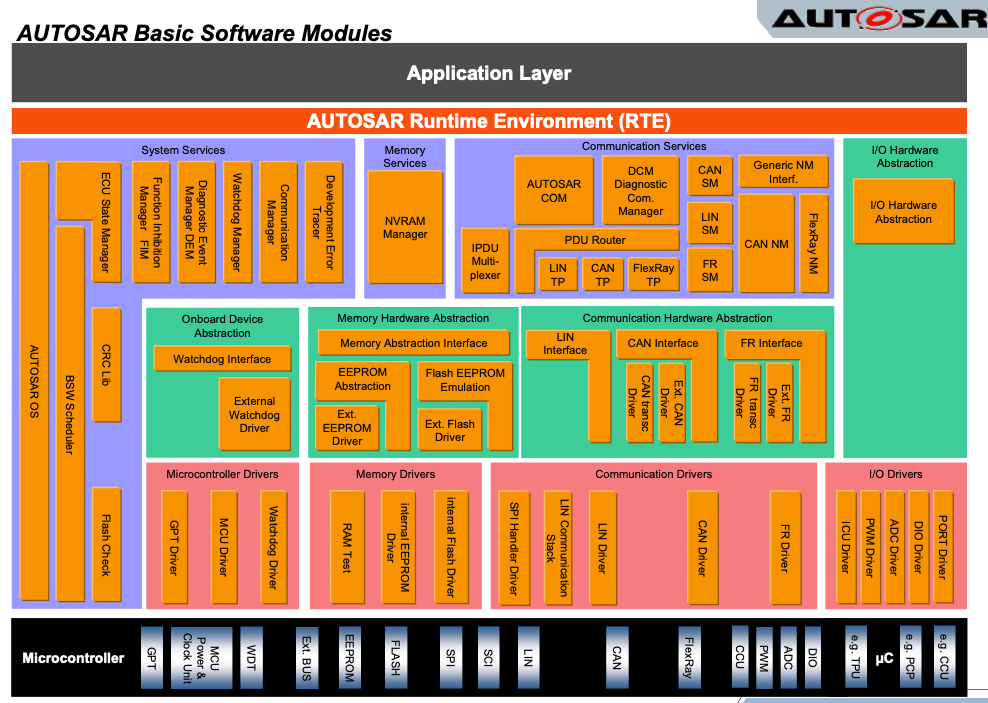 AUTOSAR Basic Software Modules
AUTOSAR
Application Layer
AUTOSAR Runtime Environment (RTE)
System Services
AUTOSAR OS
BSW Scheduler
ECU State Manager
Function Inhibition
Manager   FIM
Diagnostic Event
Manager DEM
Watchdog Manager
Communication
Manager
Development Error
Tracer
CRC Lib
Flash Check
Memory
Services
NVRAM
Manager
Communication Services
AUTOSAR
COM
DCM
Diagnostic
Com.
Manager
CAN
SM
Generic NM
Interf.
IPDU
Multi-
plexer
PDU Router
LIN
TP
CAN
TP
FlexRay
TP
LIN
SM
FR
SM
CAN NM
FlexRay NM
I/O Hardware
Abstraction
I/O Hardware
Abstraction
Onboard Device
Abstraction
Watchdog Interface
External
Watchdog
Driver
Memory Hardware Abstraction
Memory Abstraction Interface
EEPROM
Abstraction
Flash EEPROM
Emulation
Ext.
EEPROM
Driver
Ext. Flash
Driver
Communication Hardware Abstraction
LIN
Interface
CAN Interface
FR Interface
CAN transc
Driver
Ext. CAN
Driver
FR  transc
Driver
Ext. FR
Driver
Microcontroller Drivers
GPT Driver
MCU Driver
Watchdog Driver
Memory Drivers
RAM Test
internal EEPROM
Driver
internal Flash Driver
Communication Drivers
SPI Handler Driver
LIN Communication
Stack
LIN Driver
CAN Driver
FR Driver
I/O Drivers
ICU Driver
PWM Driver
ADC Driver
DIO Driver
PORT Driver
Microcontroller
GPT
MCU
Power &
Clock Unit
WDT
Ext. BUS
EEPROM
FLASH
SPI
SCI
LIN
CAN
FlexRay
CCU
PWM
ADC
DIO
e.g. TPU
µC
e.g. PCP
e.g. CCU